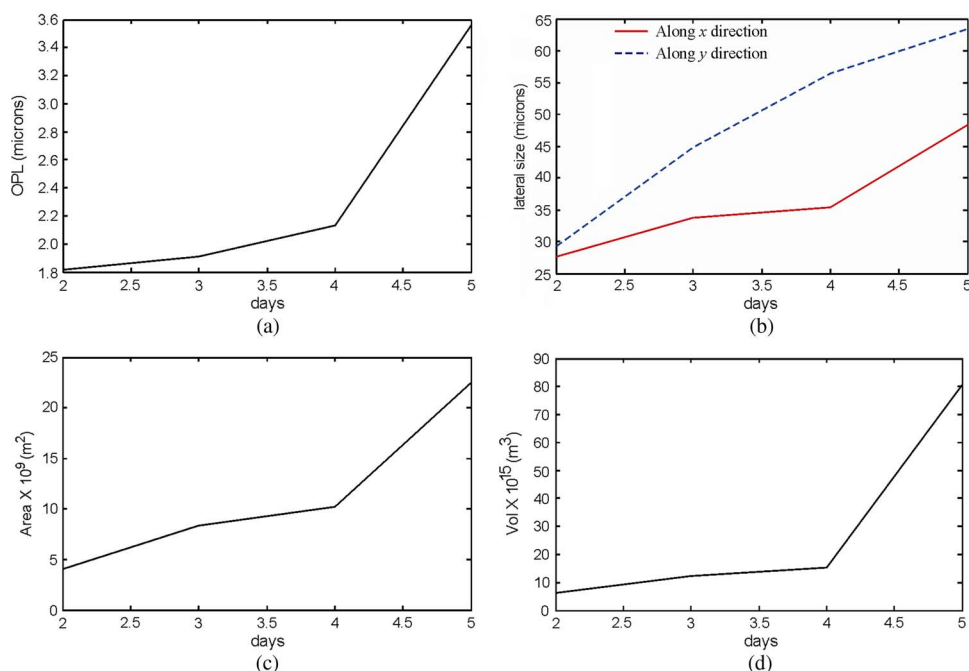 3.6
3.4
3.2
3.0
2.8
2.6
2.4
2.2
2.0
1.8
OPL (microns)
2 2.5 3 3.5 4 4.5 5
days
(a)
65
60
55
50
45
40
35
30
25
lateral size (microns)
Along x direction
Along y direction
2 2.5 3 3.5 4 4.5 5
days
(b)
25
20
15
10
5
0
Area X 10⁹ (m²)
2 2.5 3 3.5 4 4.5 5
days
(c)
90
80
70
60
50
40
30
20
10
0
Vol X 10¹⁵ (m³)
2 2.5 3 3.5 4 4.5 5
days
(d)